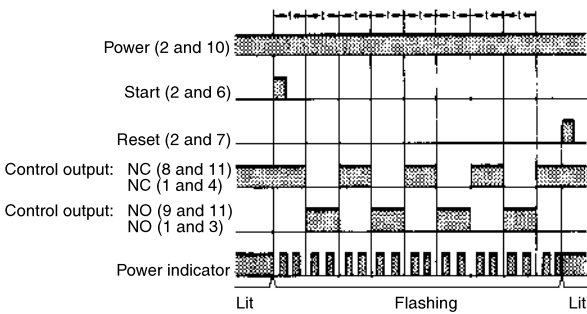 t t t t t t t t
Power (2 and 10)
Start (2 and 6)
Reset (2 and 7)
Control output: NC (8 and 11)
NC (1 and 4)
Control output: NO (9 and 11)
NO (1 and 3)
Power indicator
Lit Flashing Lit